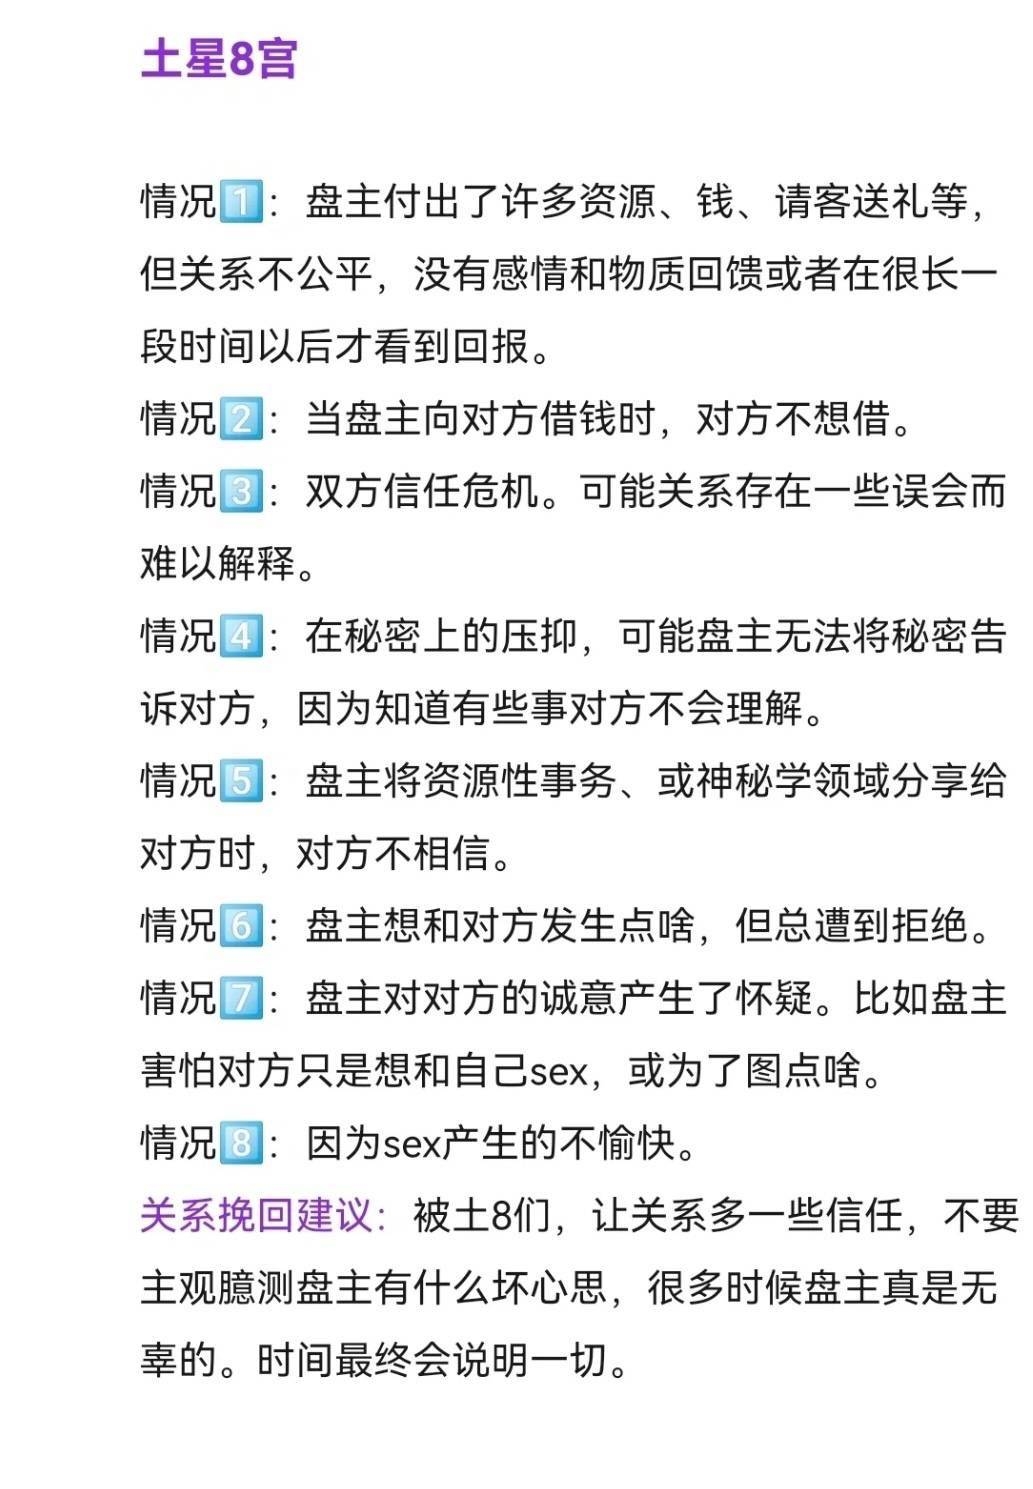 土星8宫
情况1️⃣：盘主付出了许多资源、钱、请客送礼等，
但关系不公平，没有感情和物质回馈或者在很长一
段时间以后才看到回报。
情况2️⃣：当盘主向对方借钱时，对方不想借。
情况3️⃣：双方信任危机。可能关系存在一些误会而
难以解释。
情况4️⃣：在秘密上的压抑，可能盘主无法将秘密告
诉对方，因为知道有些事对方不会理解。
情况5️⃣：盘主将资源性事务、或神秘学领域分享给
对方时，对方不相信。
情况6️⃣：盘主想和对方发生点啥，但总遭到拒绝。
情况7️⃣：盘主对对方的诚意产生了怀疑。比如盘主
害怕对方只是想和自己sex，或为了图点啥。
情况8️⃣：因为sex产生的不愉快。
关系挽回建议：被土8们，让关系多一些信任，不要
主观臆测盘主有什么坏心思，很多时候盘主真是无
辜的。时间最终会说明一切。